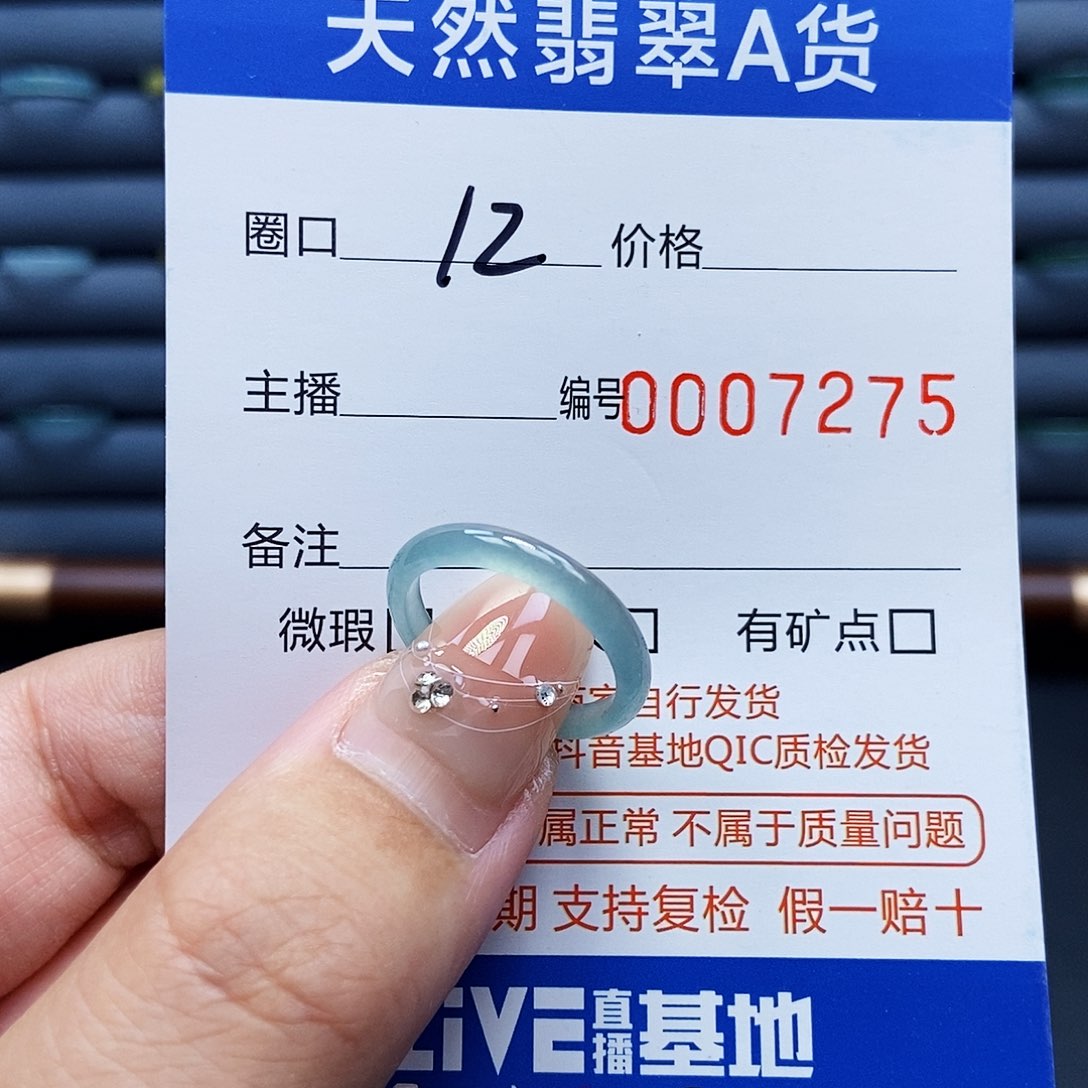 天然翡翠A货
圈口 12 价格
主播 编号0007275
备注
微瑕 有矿点
自行发货
抖音基地QIC质检发货
属正常 不属于质量问题
期 支持复检 假一赔十
LiVE直播基地